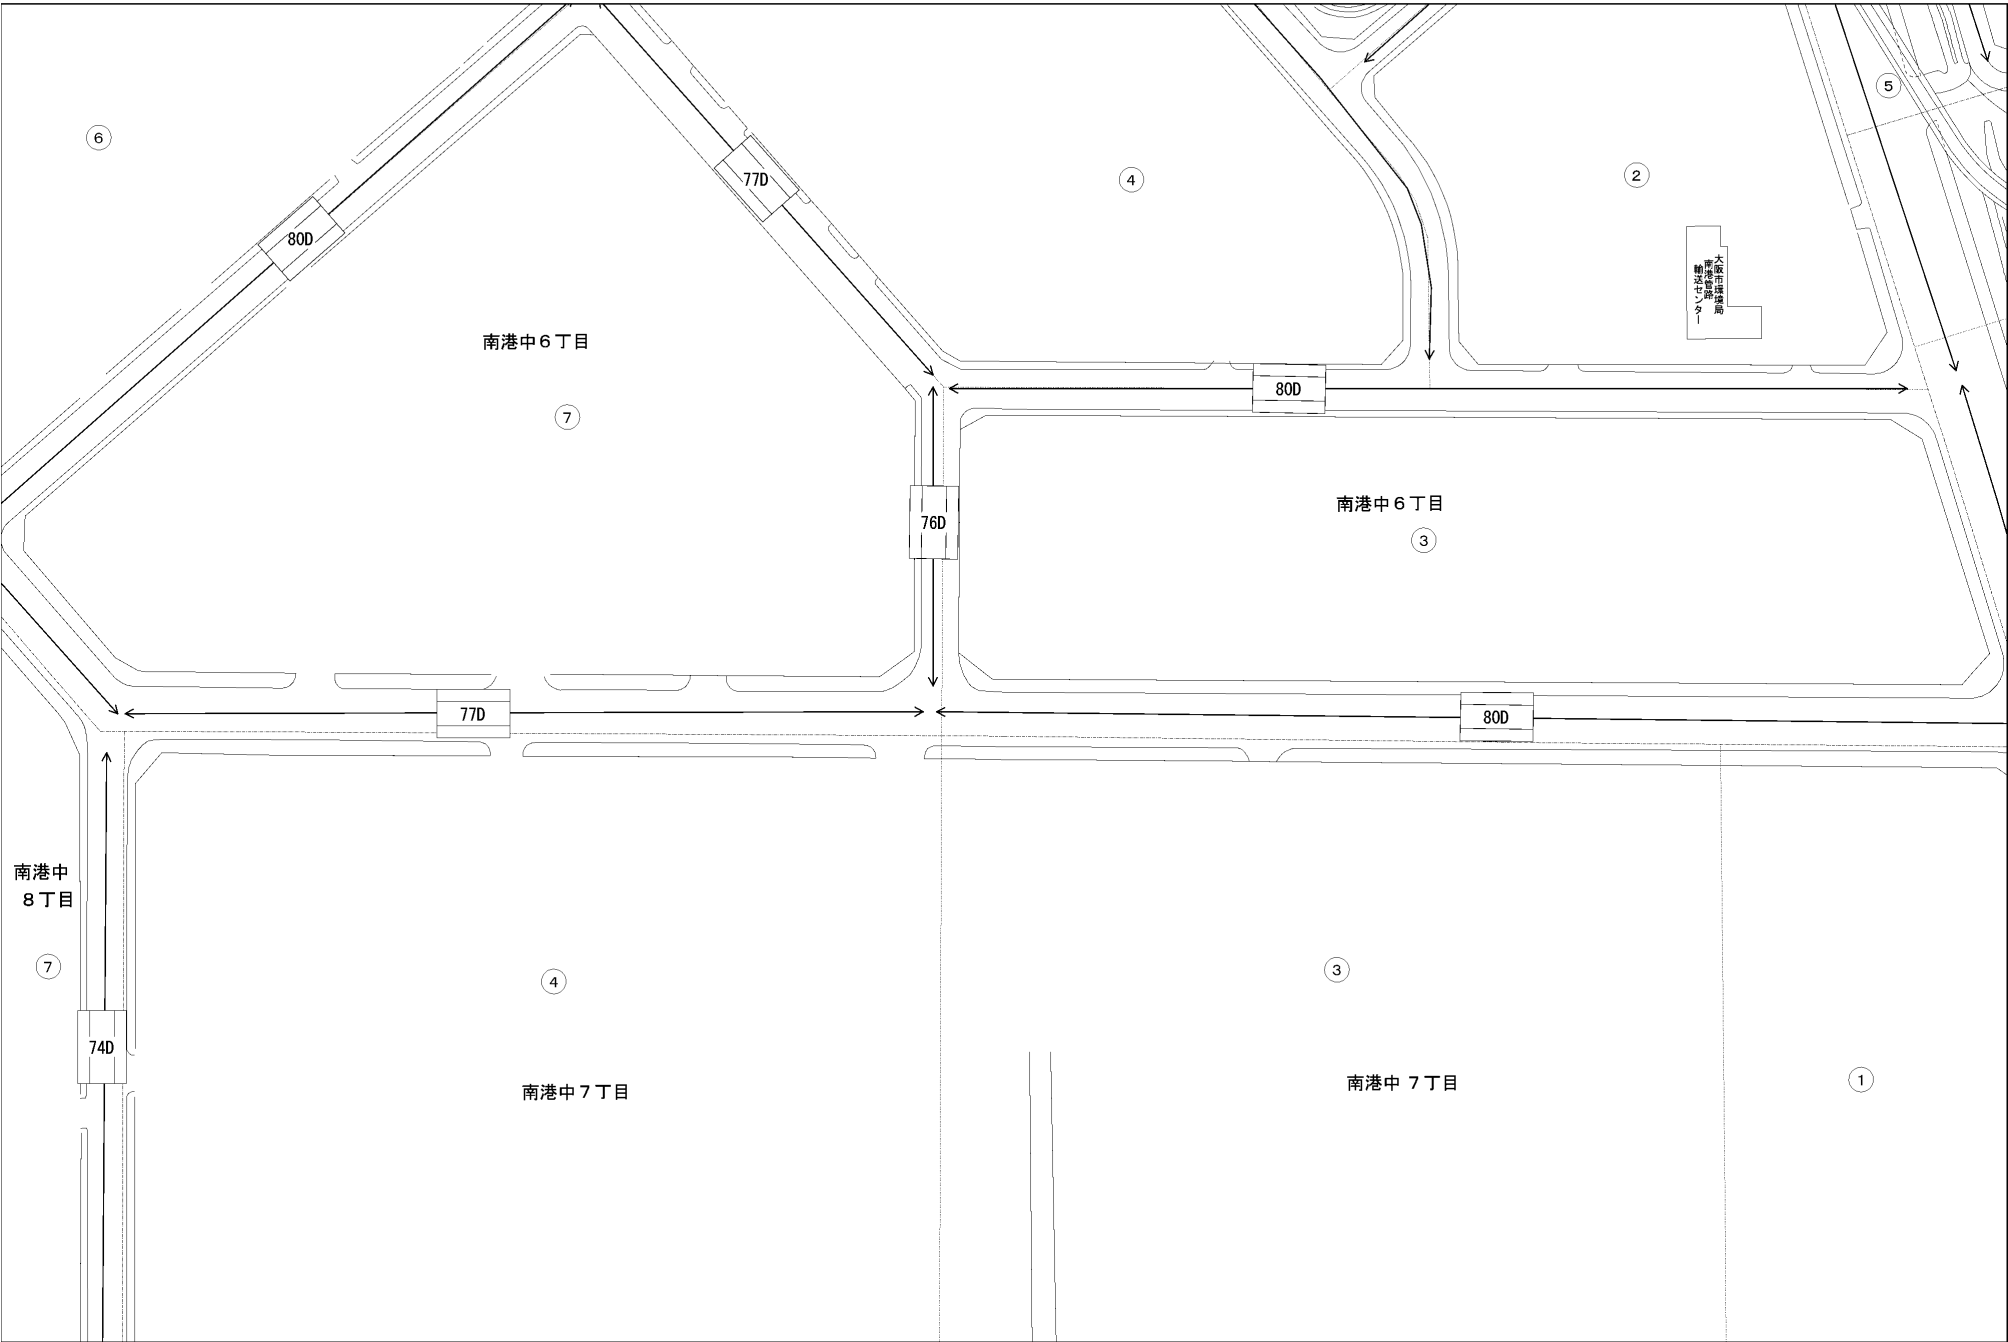 ⑤
⑥
77D
④
②
80D
大阪市環境局
南港管路
輸送センター
南港中６丁目
80D
⑦
南港中６丁目
76D
③
77D
80D
南港中
８丁目
⑦
④
③
74D
南港中７丁目
南港中 ７丁目
①